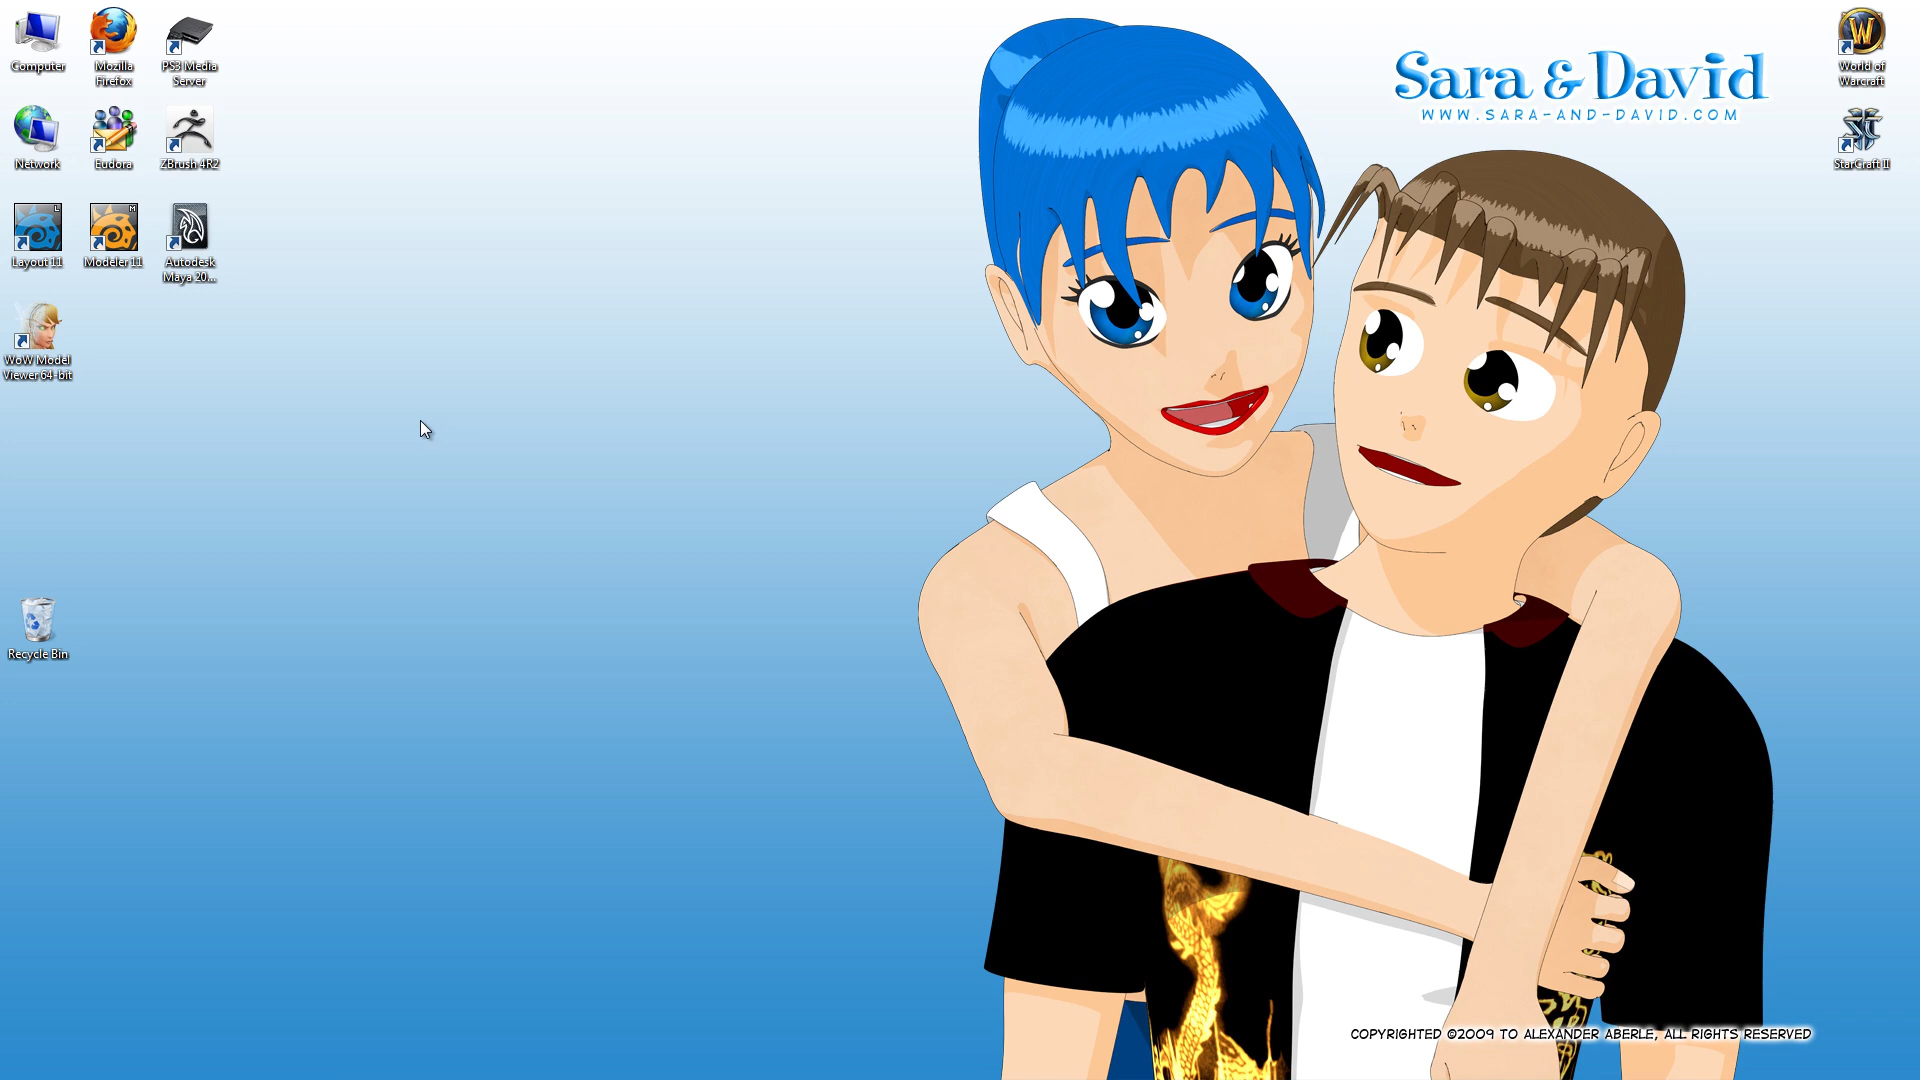 Computer
Mozilla
Firefox
PS3 Media
Server
Network
Eudora
ZBrush 4R2
L
Layout 11
M
Modeler 11
Autodesk
Maya 20...
WoW Model
Viewer 64-bit
Recycle Bin
Sara & David
WWW.SARA-AND-DAVID.COM
W
World of
Warcraft
StarCraft II
COPYRIGHTED ©2009 TO ALEXANDER ABERLE, ALL RIGHTS RESERVED